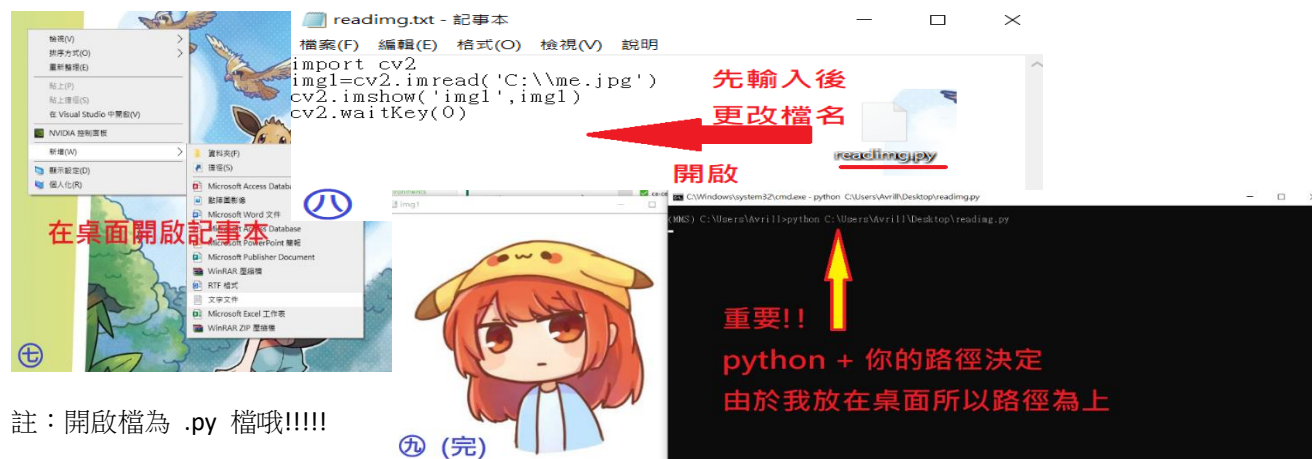 檢視(V)
排序方式(O)
重新整理(E)
貼上(P)
貼上捷徑(S)
在 Visual Studio 中開啟(V)
NVIDIA 控制面板
新增(W)
顯示設定(D)
個人化(R)
資料夾(F)
捷徑(S)
Microsoft Access Databa
點陣圖影像
Microsoft Word 文件
Microsoft Access Database
Microsoft PowerPoint 簡報
Microsoft Publisher Document
WinRAR 壓縮檔
RTF 格式
文字文件
Microsoft Excel 工作表
WinRAR ZIP 壓縮檔
在桌面開啟記事本
七
readimg.txt - 記事本
檔案(F) 編輯(E) 格式(O) 檢視(V) 說明
import cv2
img1=cv2.imread('C:\\me.jpg')
cv2.imshow('img1',img1)
cv2.waitKey(0)
先輸入後
更改檔名
readimg.py
開啟
八
img1
九 (完)
C:\Windows\system32\cmd.exe - python C:\Users\Avrill\Desktop\readimg.py
(MMS) C:\Users\Avrill>python C:\Users\Avrill\Desktop\readimg.py
重要!!
python + 你的路徑決定
由於我放在桌面所以路徑為上
註：開啟檔為 .py 檔哦!!!!!